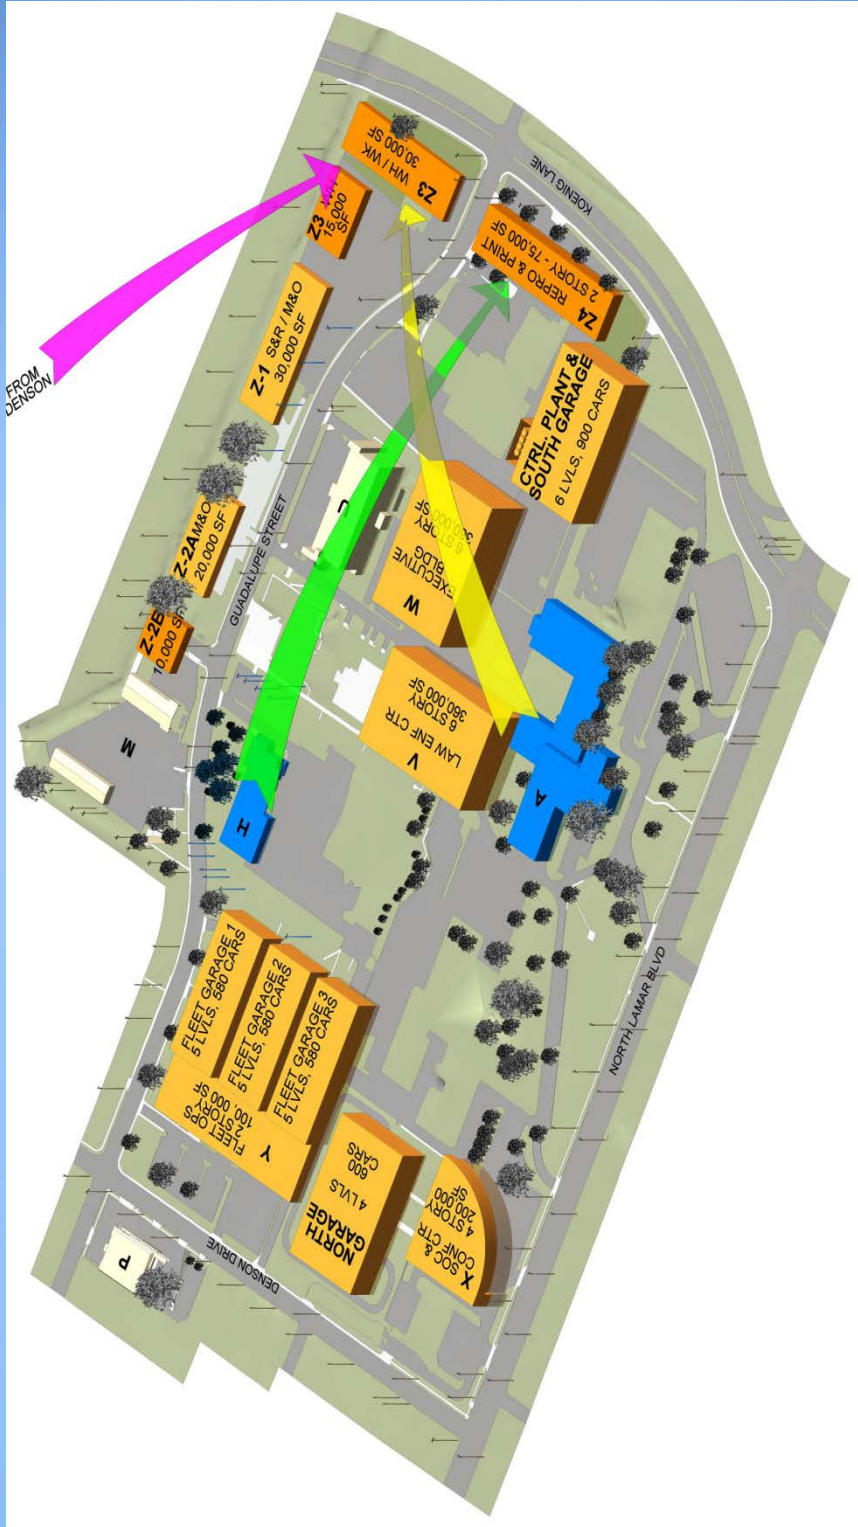 KOENIG LANE
WH / WK
30,000 SF
Z3
Z3
WH
15,000
SF
REPRO & PRINT
2 STORY - 75,000 SF
Z4
FROM
DENSON
Z-1 S&R / M&O
30,000 SF
CTRL. PLANT &
SOUTH GARAGE
6 LVLS, 900 CARS
Z-2A M&O
20,000 SF
GUADALUPE STREET
U
6 STORY
EXECUTIVE
BLDG
W
Z-2B
10,000 SF
M
6 STORY
360,000 SF
LAW ENF CTR
V
A
H
FLEET GARAGE 1
5 LVLS, 580 CARS
FLEET GARAGE 2
5 LVLS, 580 CARS
FLEET GARAGE 3
5 LVLS, 580 CARS
FLEET OPS
2 STORY
100,000 SF
Y
NORTH LAMAR BLVD
600
CARS
4 LVLS
NORTH
GARAGE
4 STORY
200,000
SF
X SOC &
CONF CTR
DENSON DRIVE
P